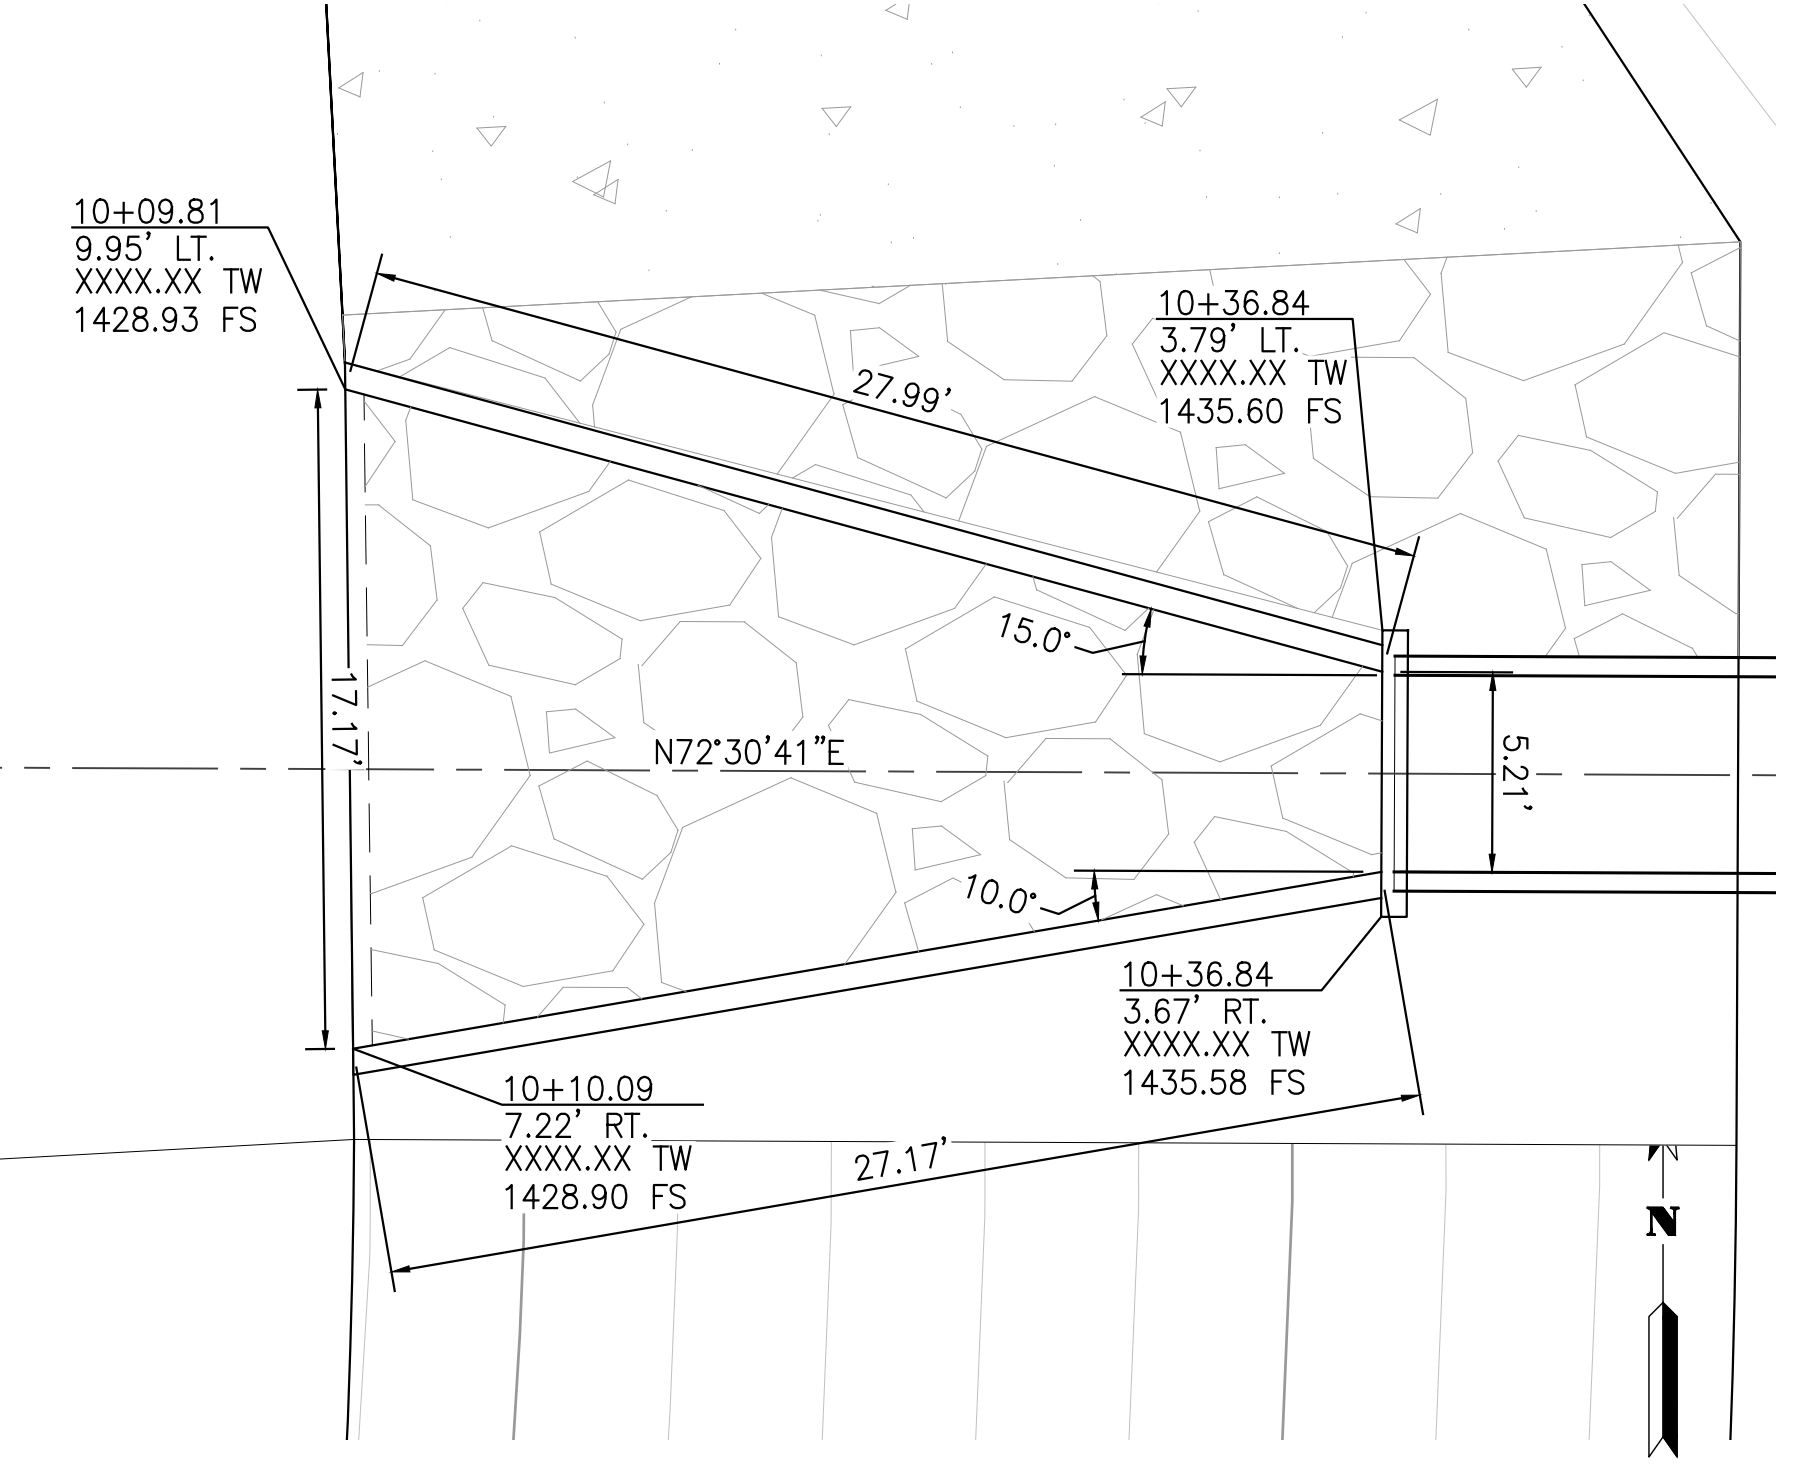 10+09.81
9.95' LT.
XXXX.XX TW
1428.93 FS
10+36.84
3.79' LT.
XXXX.XX TW
1435.60 FS
27.99'
15.0°
17.17'
N72°30'41"E
5.21'
10.0°
10+36.84
3.67' RT.
XXXX.XX TW
1435.58 FS
10+10.09
7.22' RT.
XXXX.XX TW
1428.90 FS
27.17'
N